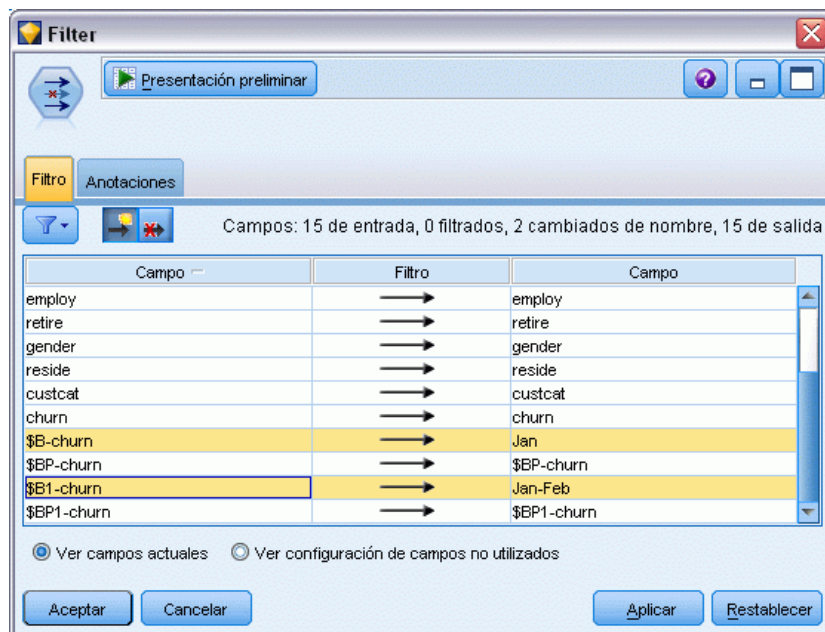 Filter
Presentación preliminar
?
Filtro Anotaciones
Campos: 15 de entrada, 0 filtrados, 2 cambiados de nombre, 15 de salida
Campo Filtro Campo
employ employ
retire retire
gender gender
reside reside
custcat custcat
churn churn
$B-churn Jan
$BP-churn $BP-churn
$B1-churn Jan-Feb
$BP1-churn $BP1-churn
Ver campos actuales Ver configuración de campos no utilizados
Aceptar Cancelar Aplicar Restablecer